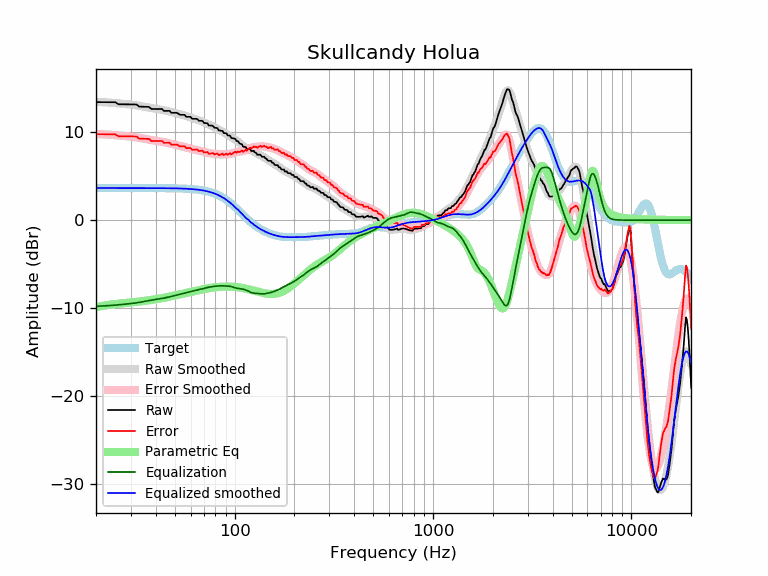 Skullcandy Holua
Amplitude (dBr)
10
0
−10
−20
−30
Target
Raw Smoothed
Error Smoothed
Raw
Error
Parametric Eq
Equalization
Equalized smoothed
100
1000
10000
Frequency (Hz)